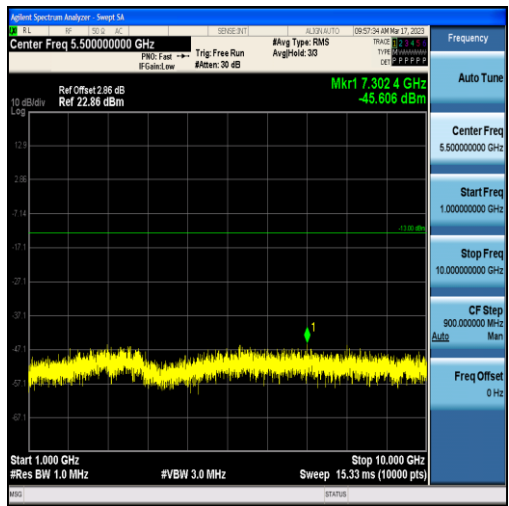 Agilent Spectrum Analyzer - Swept SA
RL RF 50 Ω AC SENSE:INT ALIGN AUTO 09:57:34 AM Mar 17, 2023
Center Freq 5.500000000 GHz
PNO: Fast
IFGain:Low
Trig: Free Run
#Atten: 30 dB
#Avg Type: RMS
Avg|Hold: 3/3
TRACE 1 2 3 4 5 6
TYPE M
DET P P P P P P
Ref Offset 2.86 dB
10 dB/div Ref 22.86 dBm
Log
Mkr1 7.302 4 GHz
-45.606 dBm
12.9
2.86
-7.14
-13.00 dBm
-17.1
-27.1
-37.1
1
-47.1
-57.1
-67.1
Start 1.000 GHz Stop 10.000 GHz
#Res BW 1.0 MHz #VBW 3.0 MHz Sweep 15.33 ms (10000 pts)
MSG STATUS
Frequency
Auto Tune
Center Freq
5.500000000 GHz
Start Freq
1.000000000 GHz
Stop Freq
10.000000000 GHz
CF Step
900.000000 MHz
Auto Man
Freq Offset
0 Hz